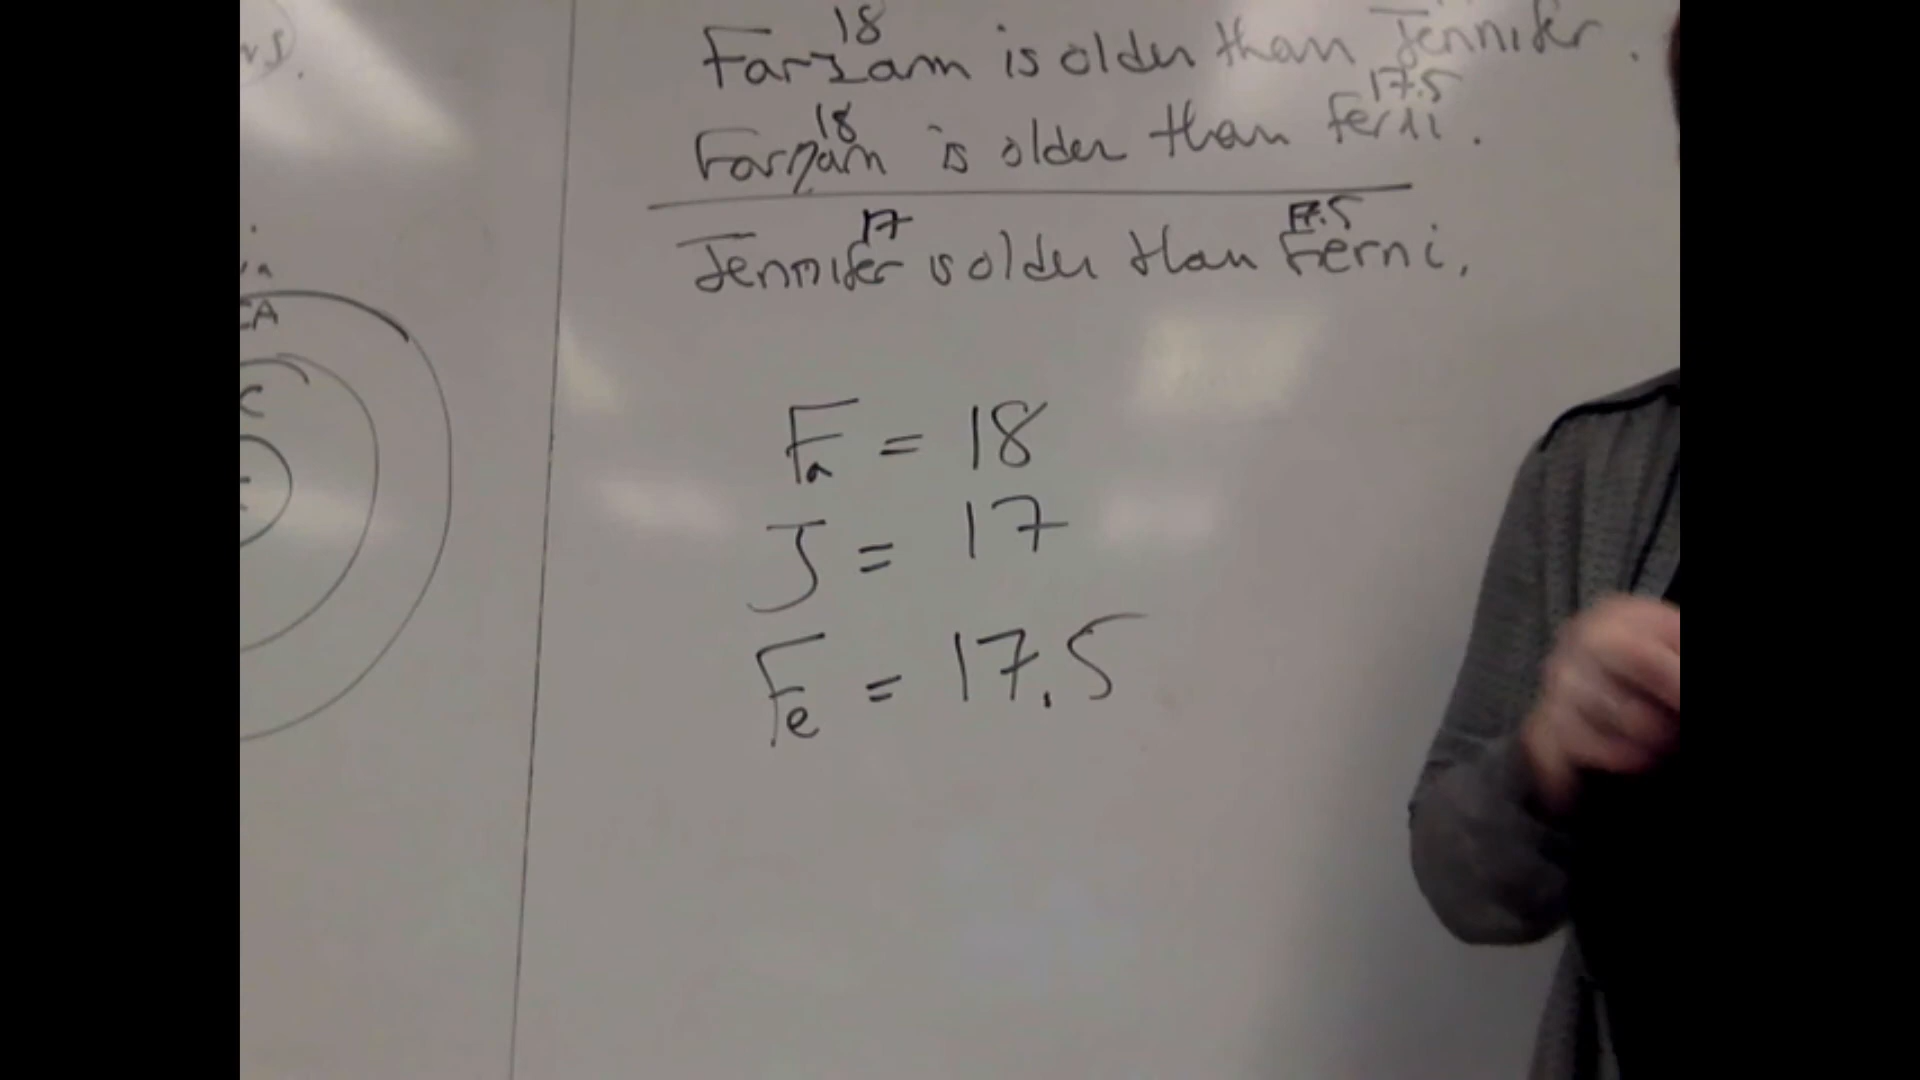 18
Farzam is older than Jennifer.
18 17.5
Farzam is older than Ferni.
17 17.5
Jennifer is older than Ferni.
EA
C
Fa = 18
J = 17
Fe = 17.5